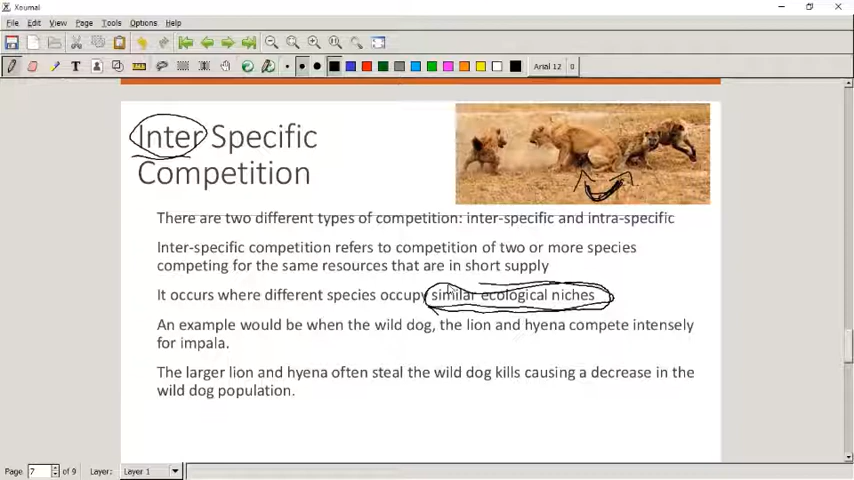 Xournal
File Edit View Page Tools Options Help
Arial 12 0
Inter Specific
Competition
There are two different types of competition: inter-specific and intra-specific
Inter-specific competition refers to competition of two or more species
competing for the same resources that are in short supply
It occurs where different species occupy similar ecological niches
An example would be when the wild dog, the lion and hyena compete intensely
for impala.
The larger lion and hyena often steal the wild dog kills causing a decrease in the
wild dog population.
Page 7 of 9 Layer: Layer 1